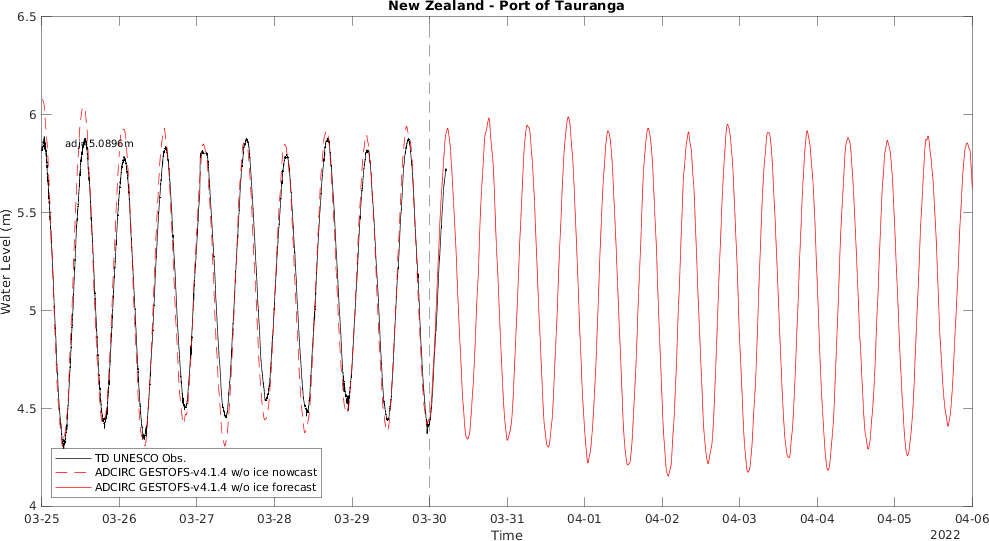 New Zealand - Port of Tauranga
6.5
6
5.5
5
4.5
4
Water Level (m)
adj: 5.0896m
TD UNESCO Obs.
ADCIRC GESTOFS-v4.1.4 w/o ice nowcast
ADCIRC GESTOFS-v4.1.4 w/o ice forecast
03-25 03-26 03-27 03-28 03-29 03-30 03-31 04-01 04-02 04-03 04-04 04-05 04-06
Time
2022